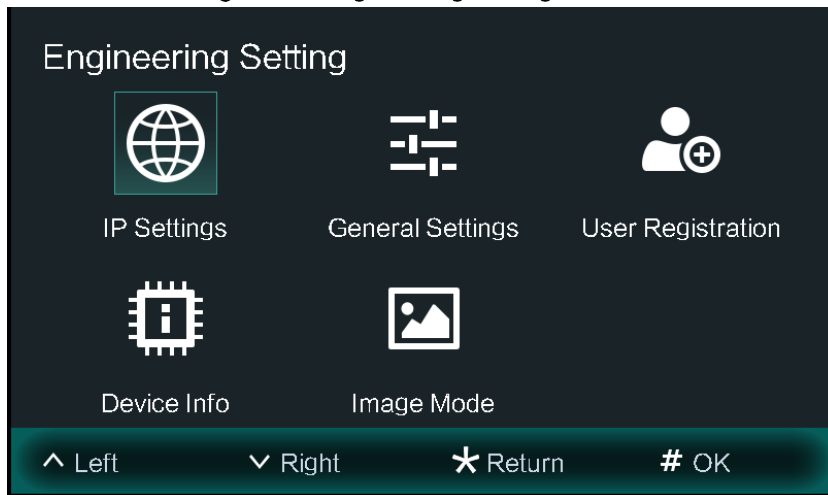 Engineering Setting
IP Settings General Settings User Registration
Device Info Image Mode
^ Left ∨ Right * Return # OK